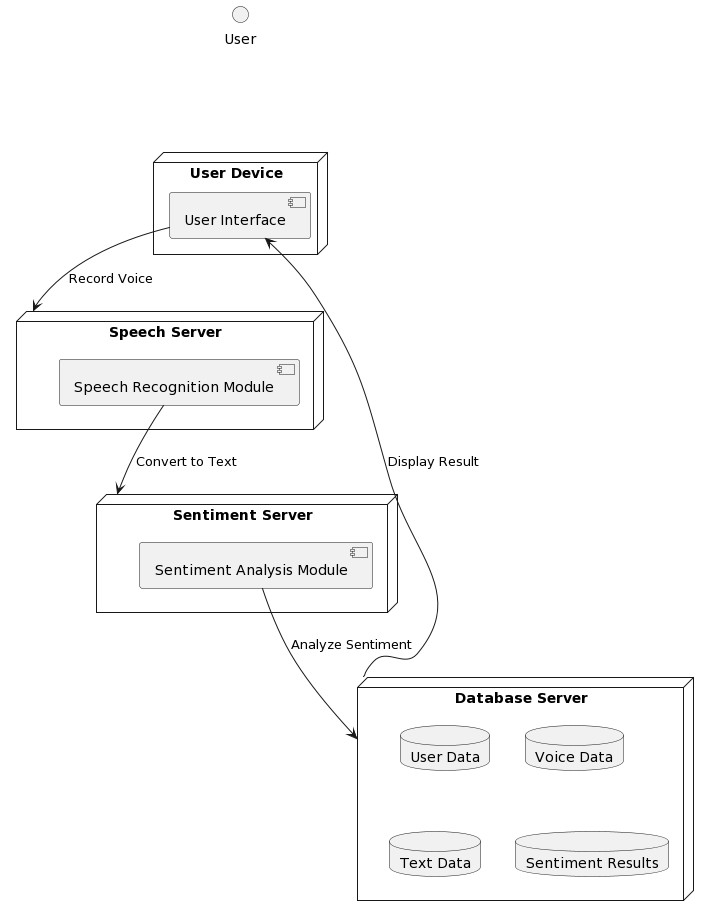 User
User Device
User Interface
Record Voice
Speech Server
Speech Recognition Module
Convert to Text
Display Result
Sentiment Server
Sentiment Analysis Module
Analyze Sentiment
Database Server
User Data
Voice Data
Text Data
Sentiment Results